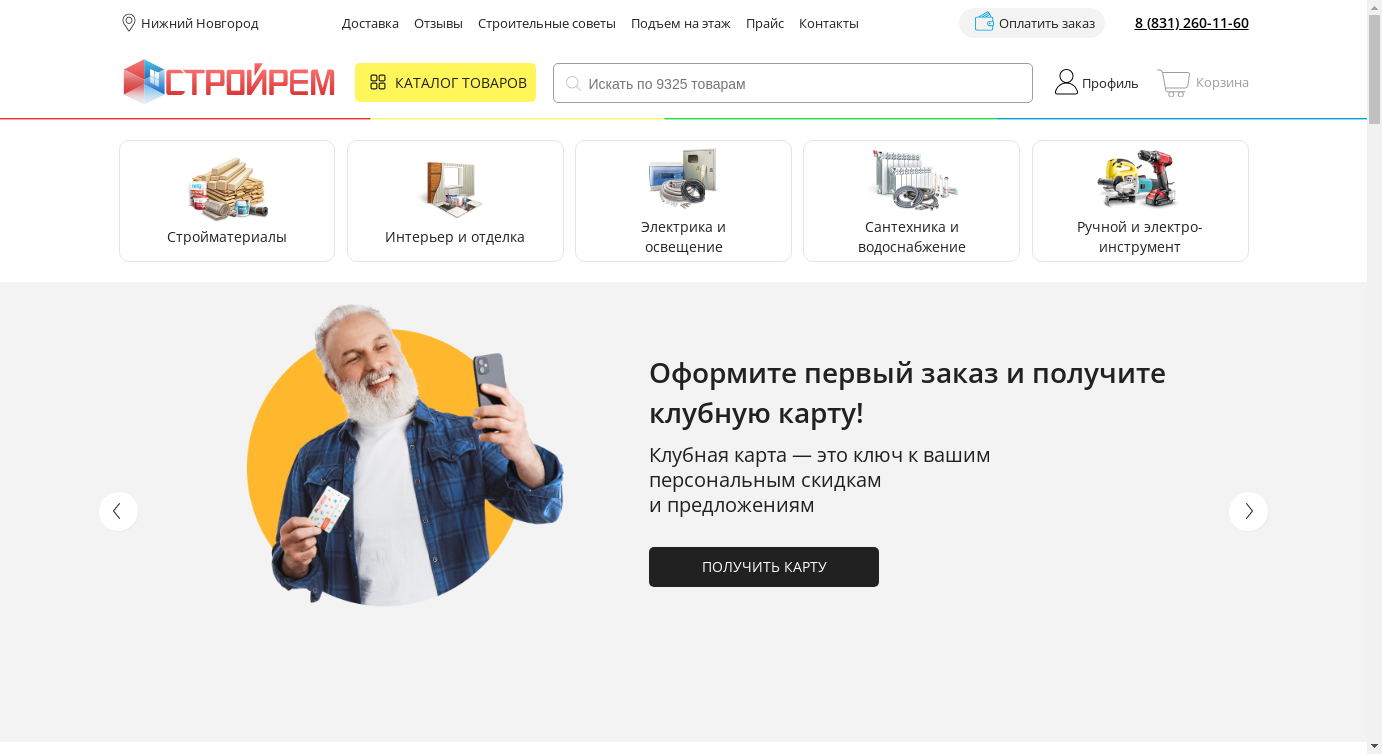 Нижний Новгород
Доставка
Отзывы
Строительные советы
Подъем на этаж
Прайс
Контакты
Оплатить заказ
8 (831) 260-11-60
СТРОЙРЕМ
КАТАЛОГ ТОВАРОВ
Искать по 9325 товарам
Профиль
Корзина
Стройматериалы
Интерьер и отделка
Электрика и
освещение
Сантехника и
водоснабжение
Ручной и электро-
инструмент
Оформите первый заказ и получите
клубную карту!
Клубная карта — это ключ к вашим
персональным скидкам
и предложениям
ПОЛУЧИТЬ КАРТУ